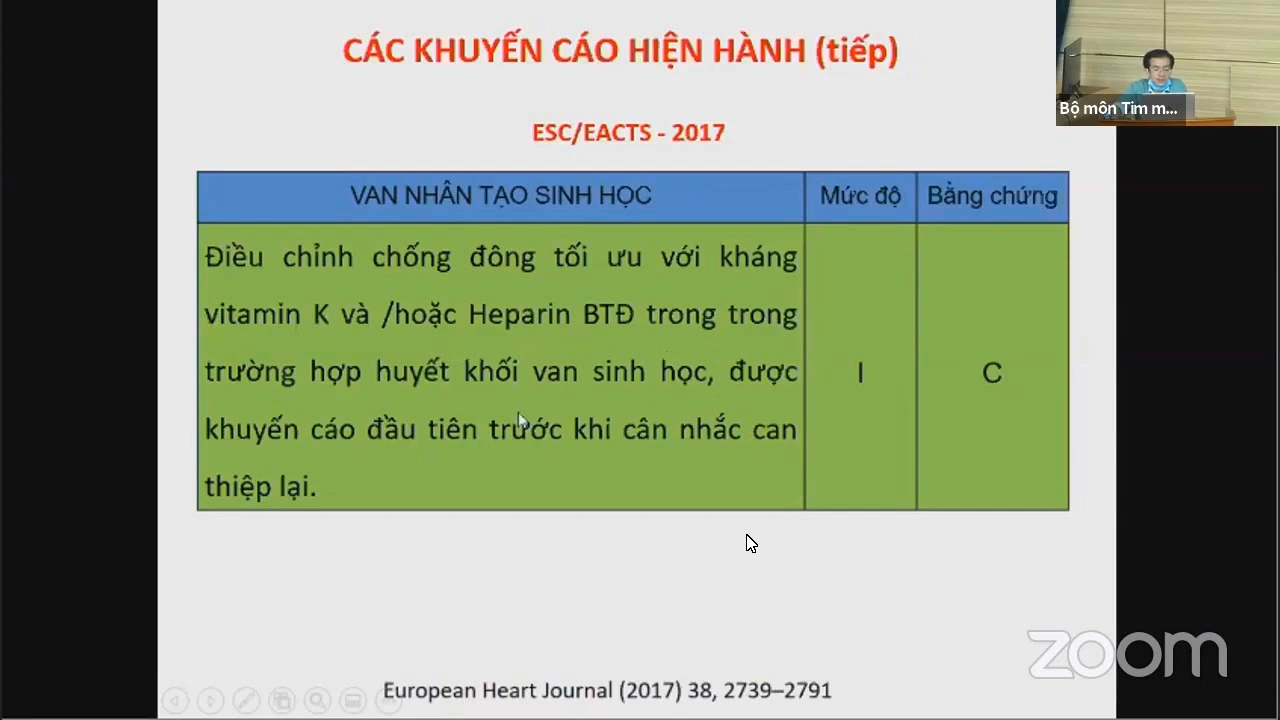 CÁC KHUYẾN CÁO HIỆN HÀNH (tiếp)
Bộ môn Tim m...
ESC/EACTS - 2017
VAN NHÂN TẠO SINH HỌC
Mức độ
Bằng chứng
Điều chỉnh chống đông tối ưu với kháng
vitamin K và /hoặc Heparin BTĐ trong trong
trường hợp huyết khối van sinh học, được
khuyến cáo đầu tiên trước khi cân nhắc can
thiệp lại.
I
C
European Heart Journal (2017) 38, 2739–2791
zoom